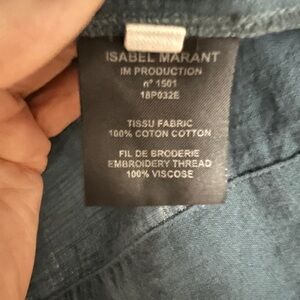 ISABEL MARANT
IM PRODUCTION
n° 1501
18P032E
TISSU FABRIC
100% COTON COTTON
FIL DE BRODERIE
EMBROIDERY THREAD
100% VISCOSE